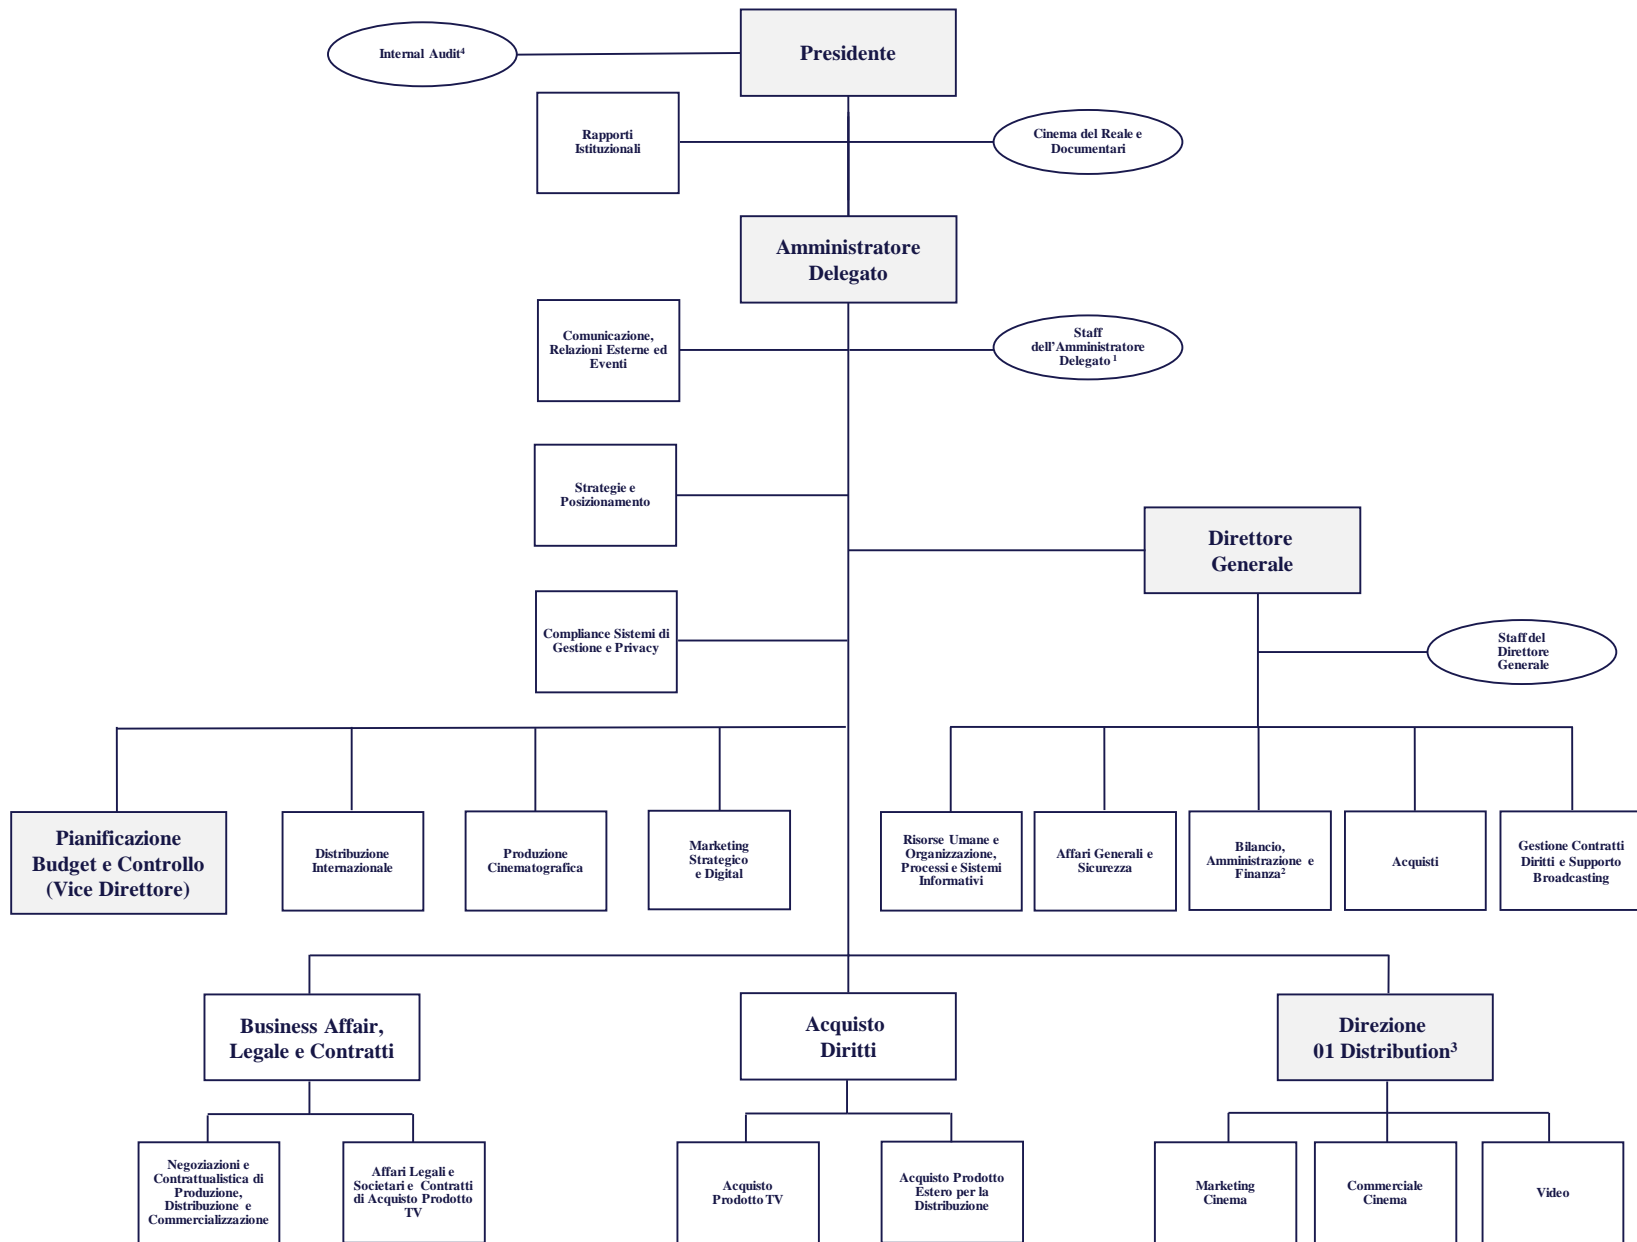 Presidente
Internal Audit⁴
Rapporti
Istituzionali
Cinema del Reale e
Documentari
Amministratore
Delegato
Comunicazione,
Relazioni Esterne ed
Eventi
Staff
dell’Amministratore
Delegato ¹
Strategie e
Posizionamento
Direttore
Generale
Compliance Sistemi di
Gestione e Privacy
Staff del
Direttore
Generale
Pianificazione
Budget e Controllo
(Vice Direttore)
Distribuzione
Internazionale
Produzione
Cinematografica
Marketing
Strategico
e Digital
Risorse Umane e
Organizzazione,
Processi e Sistemi
Informativi
Affari Generali e
Sicurezza
Bilancio,
Amministrazione e
Finanza²
Acquisti
Gestione Contratti
Diritti e Supporto
Broadcasting
Business Affair,
Legale e Contratti
Acquisto
Diritti
Direzione
01 Distribution³
Negoziazioni e
Contrattualistica di
Produzione,
Distribuzione e
Commercializzazione
Affari Legali e
Societari e Contratti
di Acquisto Prodotto
TV
Acquisto
Prodotto TV
Acquisto Prodotto
Estero per la
Distribuzione
Marketing
Cinema
Commerciale
Cinema
Video